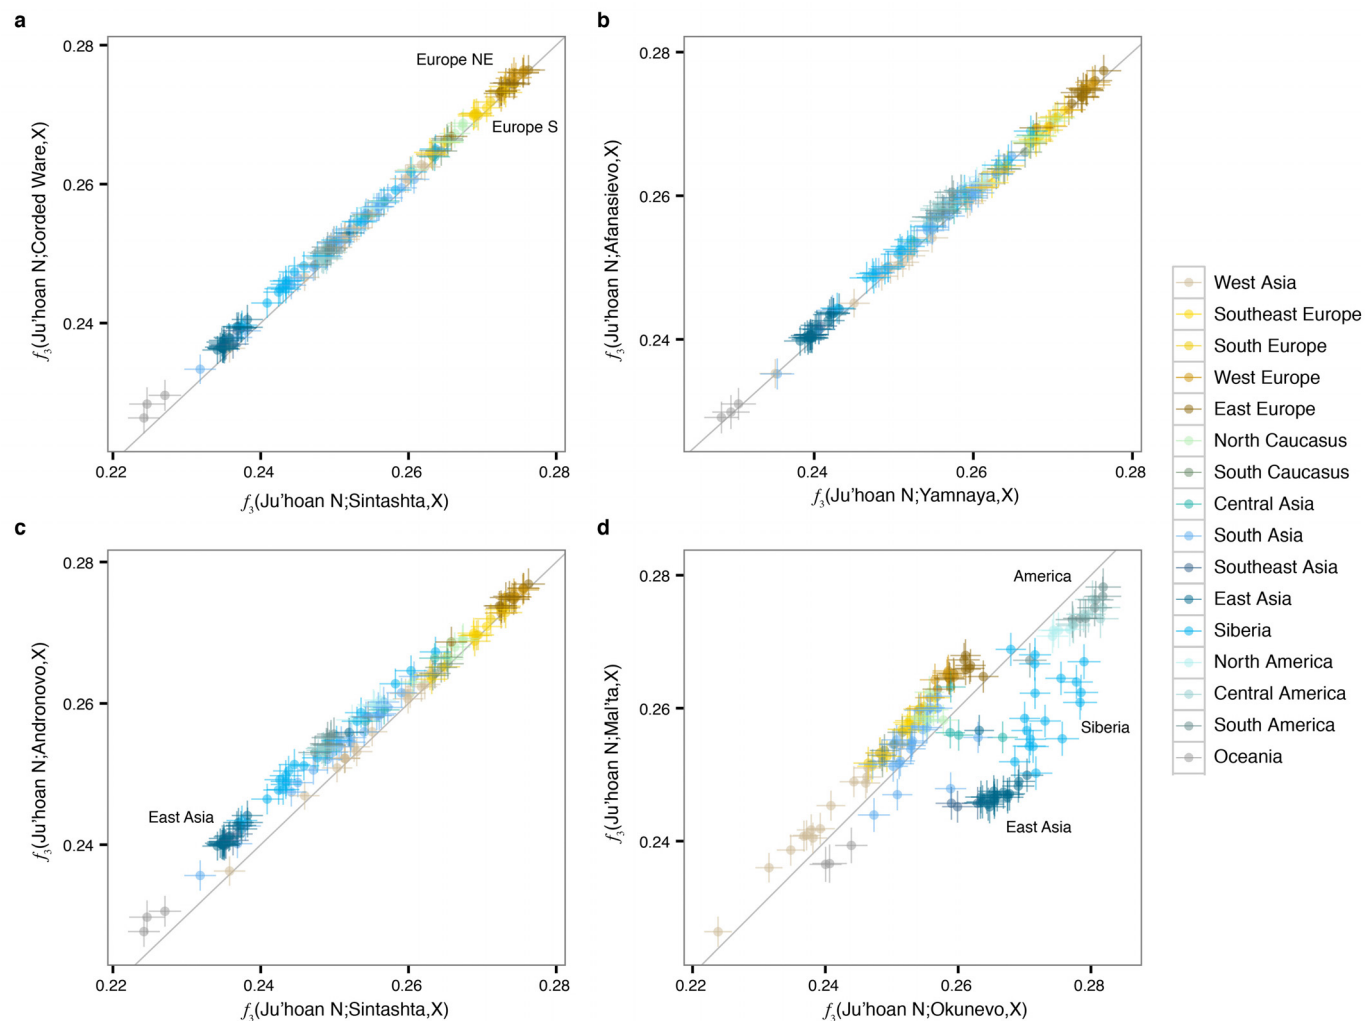 a
0.28
0.26
0.24
0.22
0.24
0.26
0.28
Europe NE
Europe S
f3(Ju'hoan N;Corded Ware,X)
f3(Ju'hoan N;Sintashta,X)
b
0.28
0.26
0.24
0.24
0.26
0.28
f3(Ju'hoan N;Afanasievo,X)
f3(Ju'hoan N;Yamnaya,X)
c
0.28
0.26
0.24
0.22
0.24
0.26
0.28
East Asia
f3(Ju'hoan N;Andronovo,X)
f3(Ju'hoan N;Sintashta,X)
d
0.28
0.26
0.24
0.22
0.24
0.26
0.28
America
Siberia
East Asia
f3(Ju'hoan N;Mal'ta,X)
f3(Ju'hoan N;Okunevo,X)
West Asia
Southeast Europe
South Europe
West Europe
East Europe
North Caucasus
South Caucasus
Central Asia
South Asia
Southeast Asia
East Asia
Siberia
North America
Central America
South America
Oceania